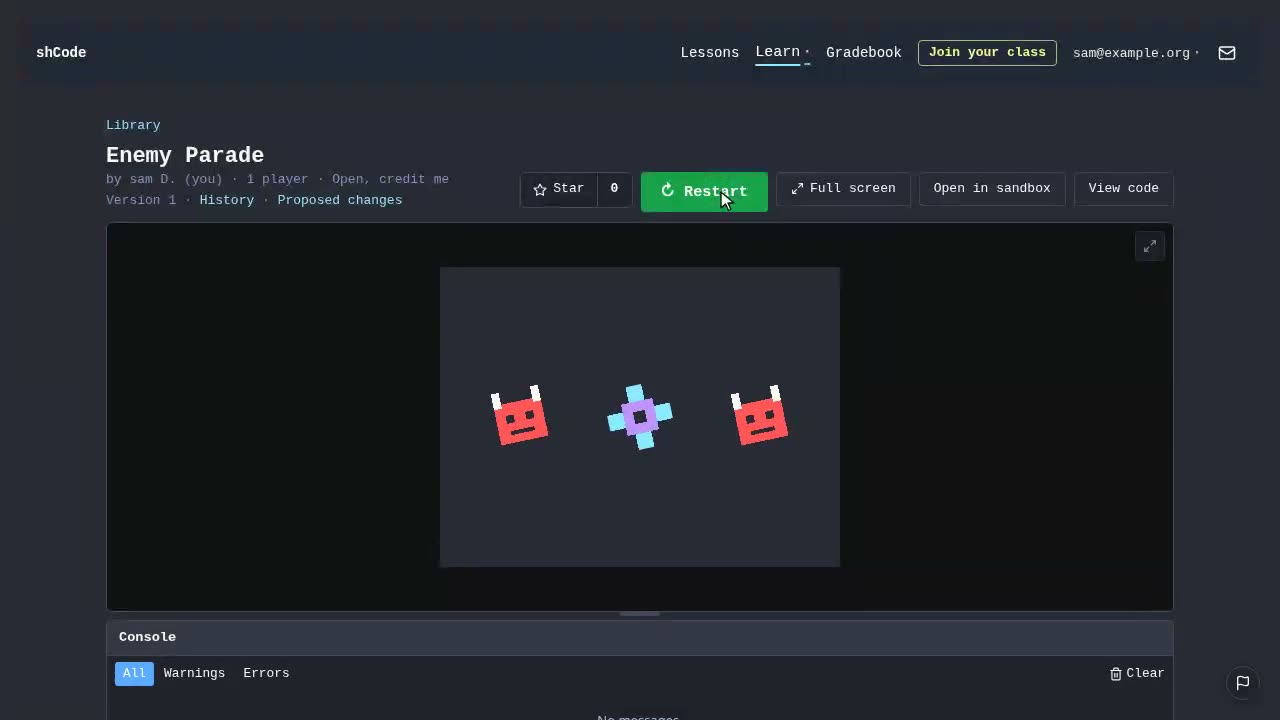 shCode
Lessons
Learn
Gradebook
Join your class
sam@example.org
Library
Enemy Parade
by sam D. (you) · 1 player · Open, credit me
Version 1 · History · Proposed changes
Star
0
Restart
Full screen
Open in sandbox
View code
Console
All
Warnings
Errors
Clear
No messages